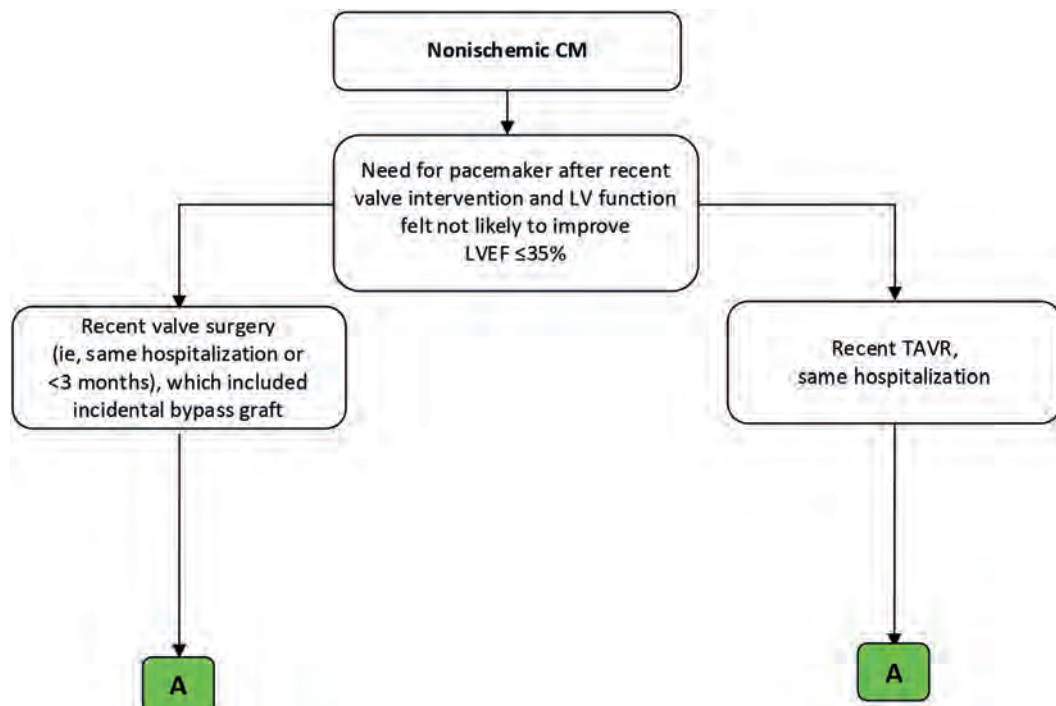 Nonischemic CM
Need for pacemaker after recent
valve intervention and LV function
felt not likely to improve
LVEF ≤35%
Recent valve surgery
(ie, same hospitalization or
<3 months), which included
incidental bypass graft
Recent TAVR,
same hospitalization
A
A